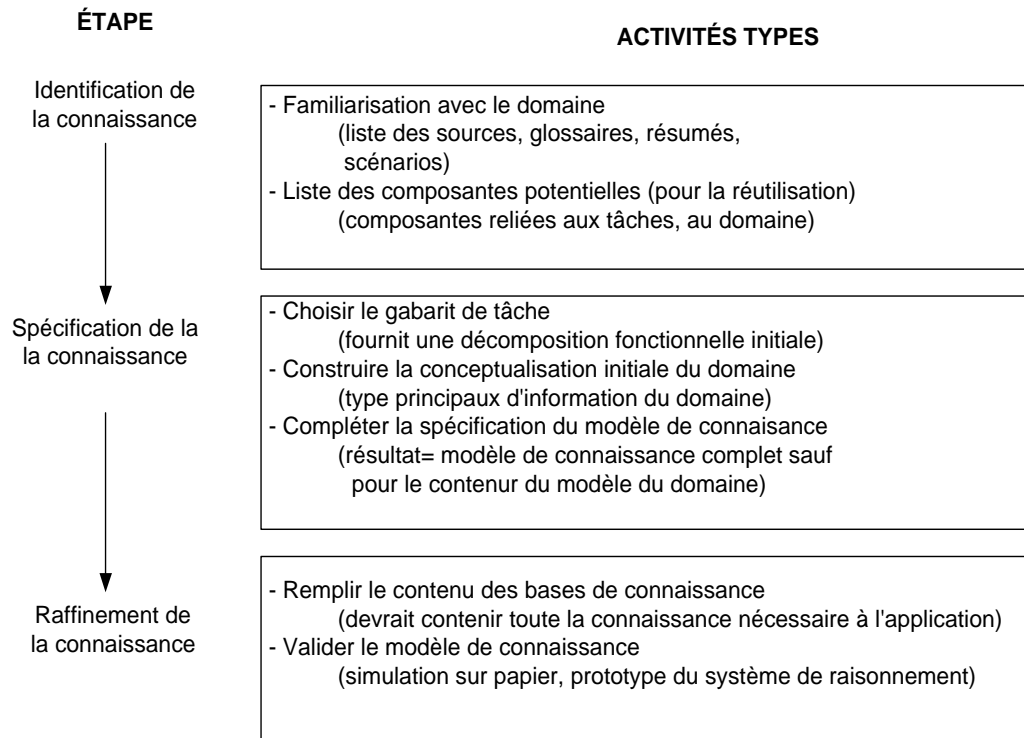 ÉTAPE
ACTIVITÉS TYPES
Identification de
la connaissance
- Familiarisation avec le domaine
(liste des sources, glossaires, résumés,
scénarios)
- Liste des composantes potentielles (pour la réutilisation)
(composantes reliées aux tâches, au domaine)
Spécification de la
la connaissance
- Choisir le gabarit de tâche
(fournit une décomposition fonctionnelle initiale)
- Construire la conceptualisation initiale du domaine
(type principaux d'information du domaine)
- Compléter la spécification du modèle de connaisance
(résultat= modèle de connaissance complet sauf
pour le contenur du modèle du domaine)
Raffinement de
la connaissance
- Remplir le contenu des bases de connaissance
(devrait contenir toute la connaissance nécessaire à l'application)
- Valider le modèle de connaissance
(simulation sur papier, prototype du système de raisonnement)